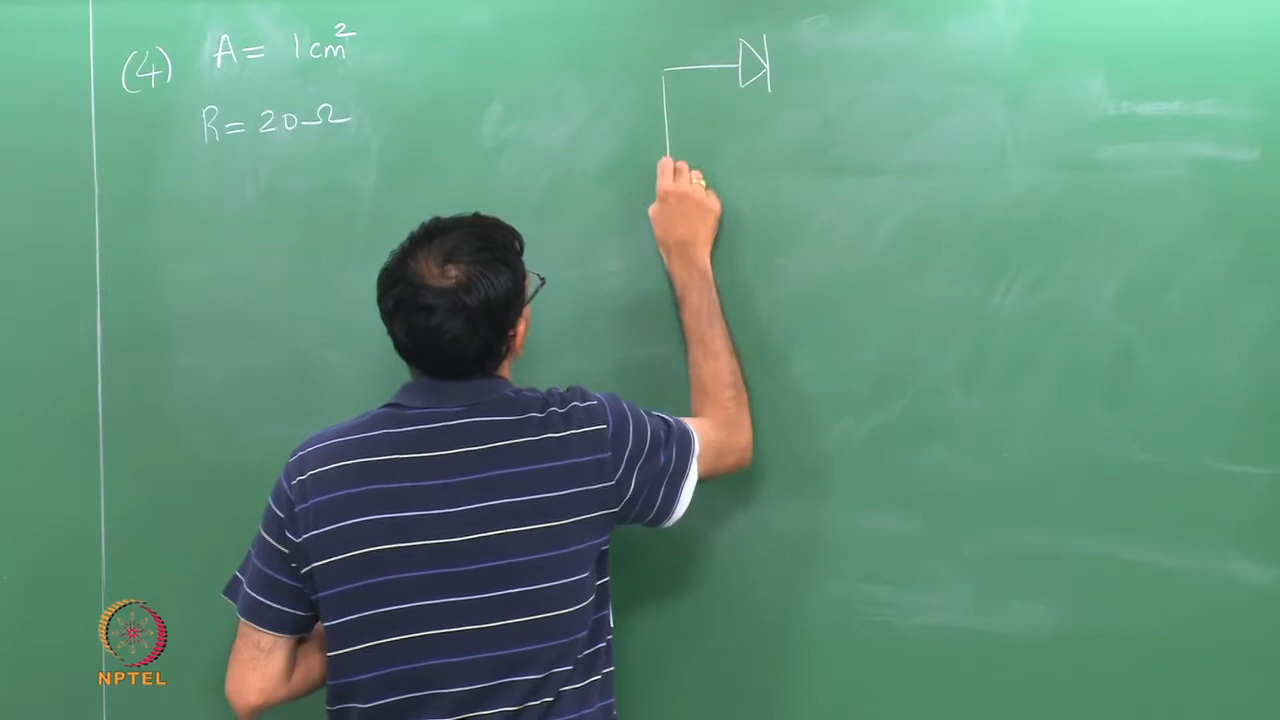 (4) A = 1 cm²
R = 20 Ω
NPTEL